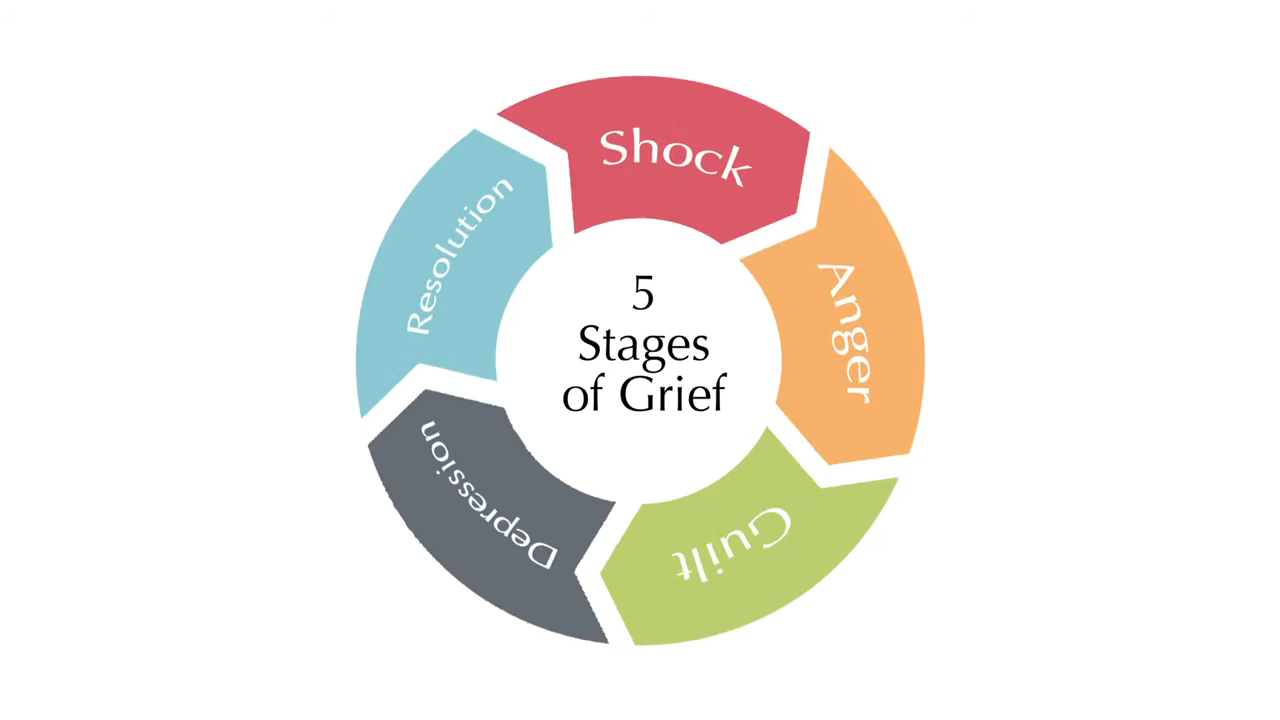 5
Stages
of Grief
Shock
Anger
Guilt
Depression
Resolution